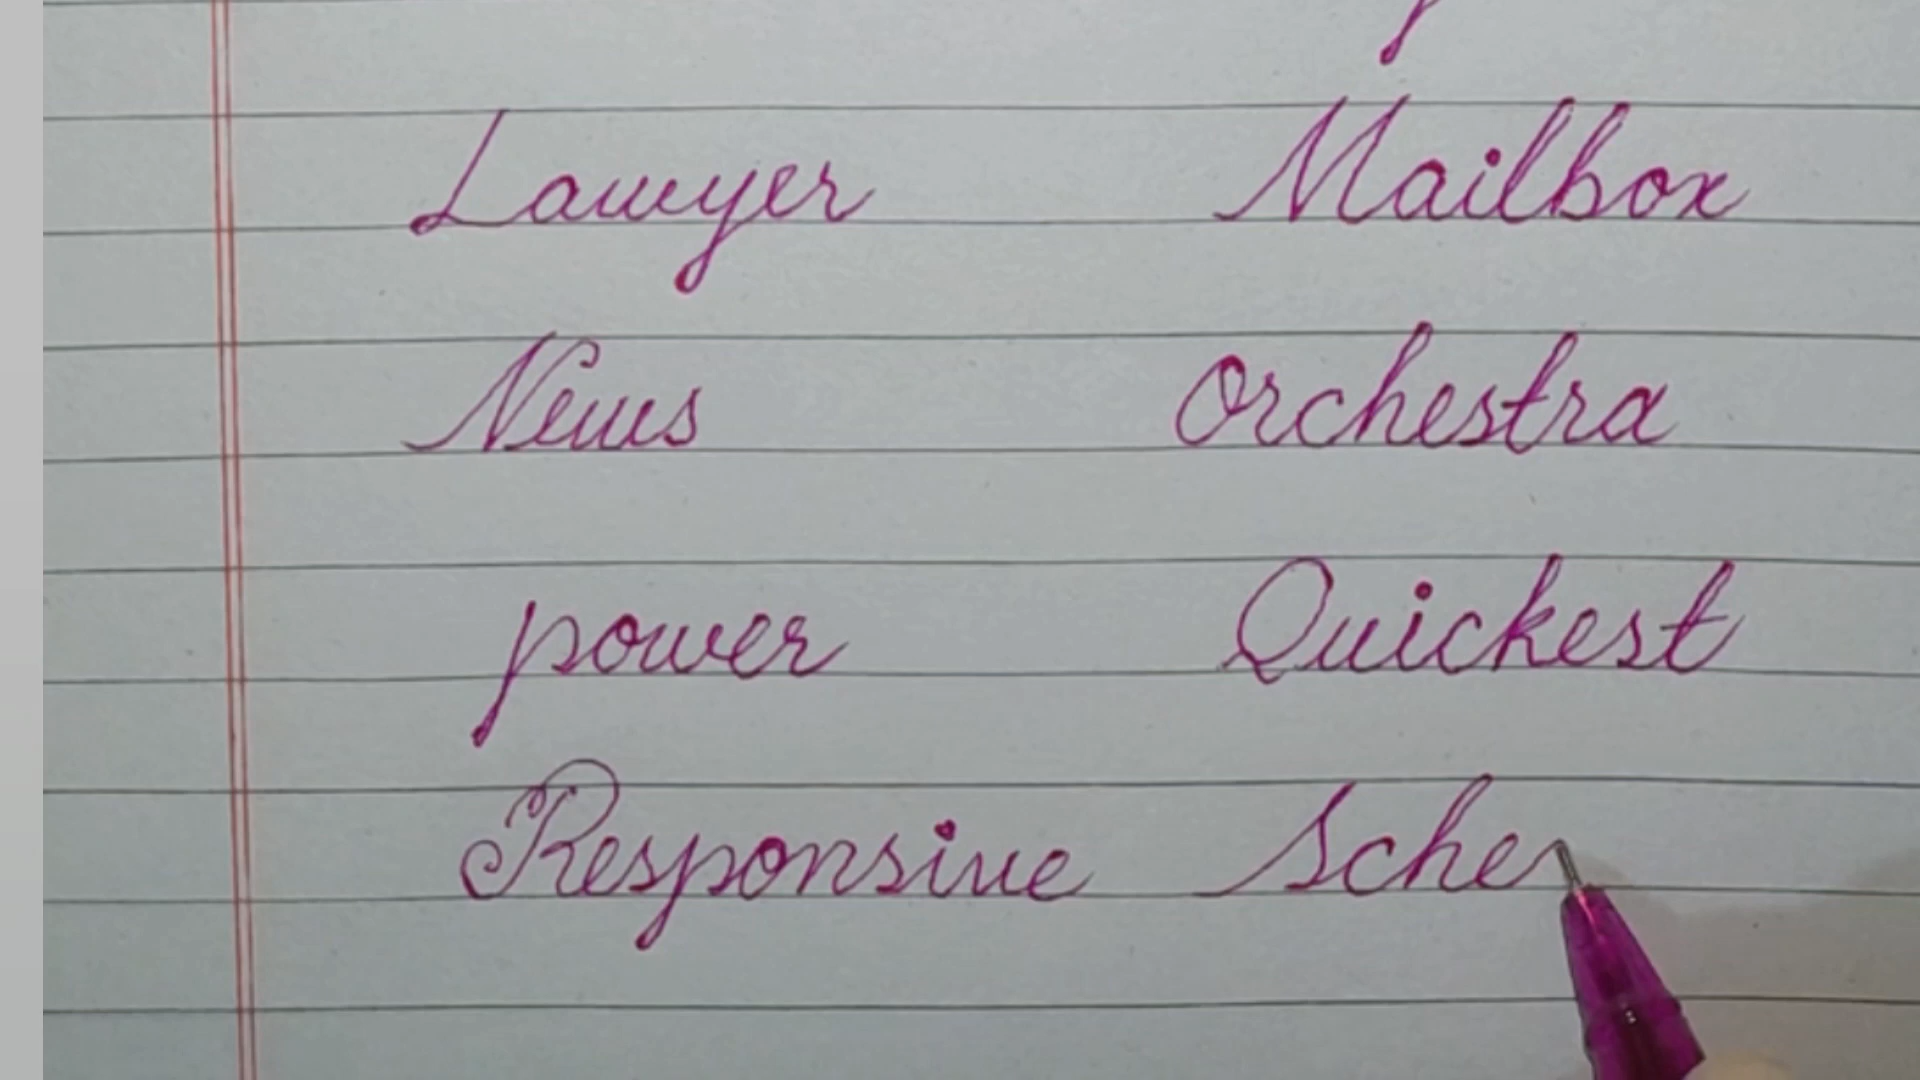 Lawyer Mailbox
News Orchestra
power Quickest
Responsive Sche